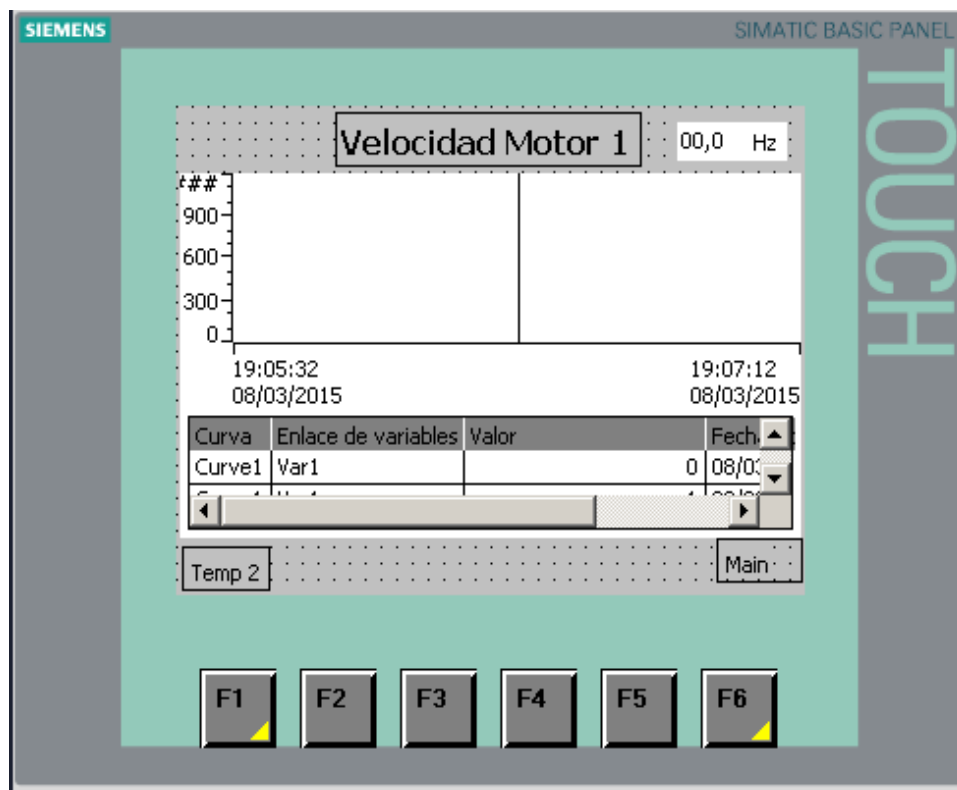 SIEMENS
SIMATIC BASIC PANEL
TOUCH
Velocidad Motor 1
00,0 Hz
##
900
600
300
0
19:05:32
19:07:12
08/03/2015
08/03/2015
Curva Enlace de variables Valor
Curve1 Var1 0
Temp 2
Main
F1 F2 F3 F4 F5 F6